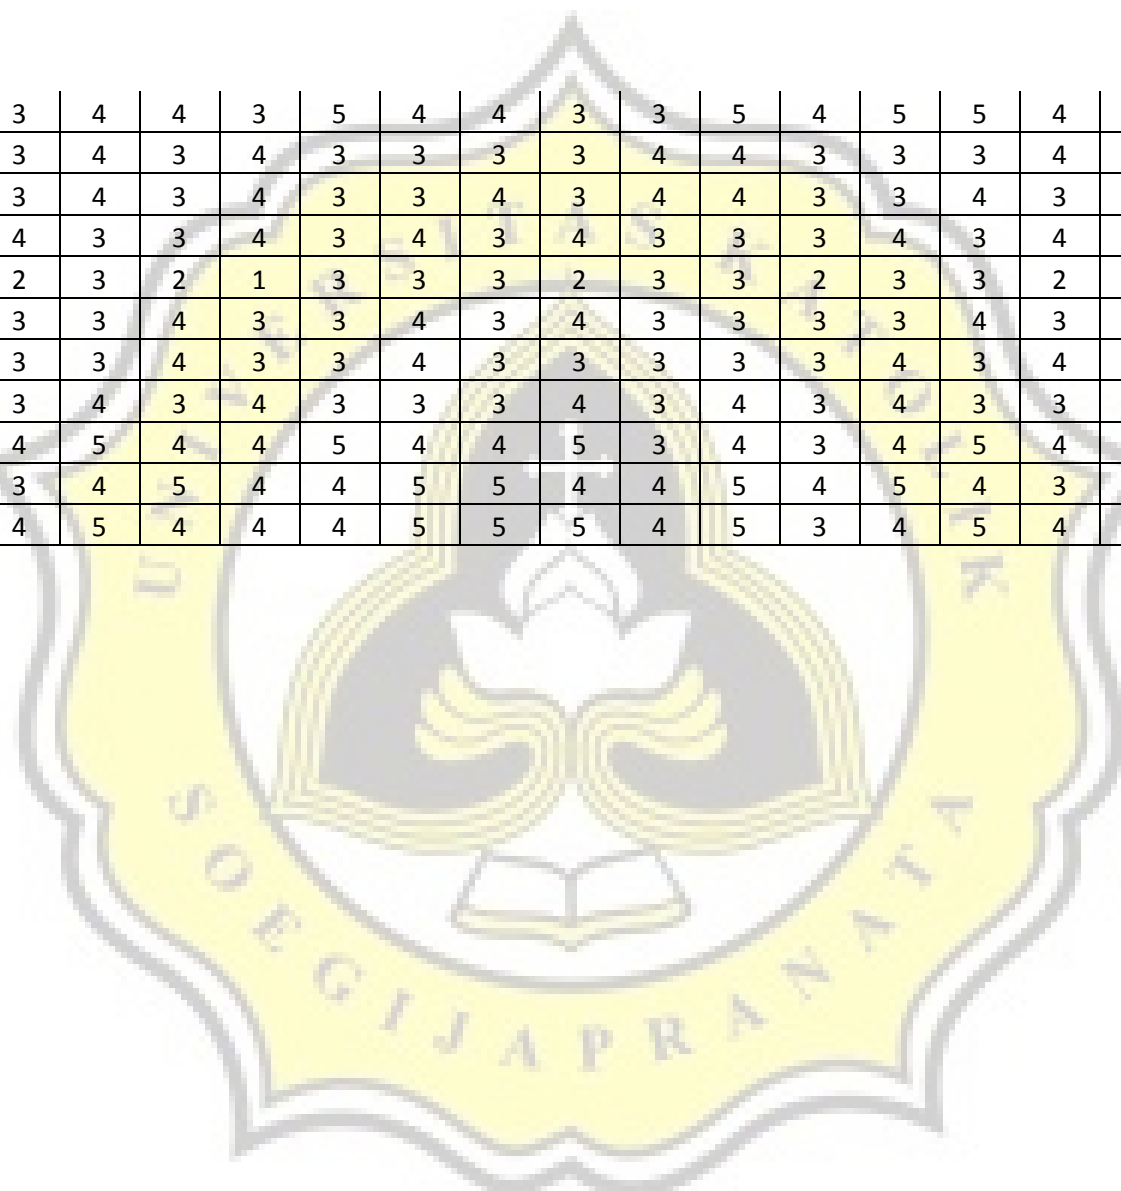 3 4 4 3 5 4 4 3 3 5 4 5 5 4
3 4 3 4 3 3 3 3 4 4 3 3 3 4
3 4 3 4 3 3 4 3 4 4 3 3 4 3
4 3 3 4 3 4 3 4 3 3 3 4 3 4
2 3 2 1 3 3 3 2 3 3 2 3 3 2
3 3 4 3 3 4 3 4 3 3 3 3 4 3
3 3 4 3 3 4 3 3 3 3 3 4 3 4
3 4 3 4 3 3 3 4 3 4 3 4 3 3
4 5 4 4 5 4 4 5 3 4 3 4 5 4
3 4 5 4 4 5 5 4 4 5 4 5 4 3
4 5 4 4 4 5 5 5 4 5 3 4 5 4
UNIVERSITAS KATOLIK
SOEGIJAPRANATA